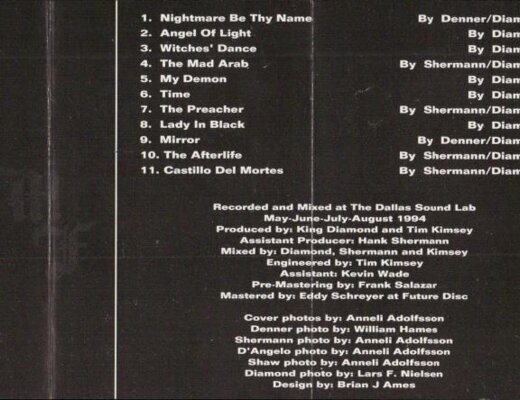 1. Nightmare Be Thy Name By Denner/Diam
2. Angel Of Light By Diam
3. Witches' Dance By Diam
4. The Mad Arab By Shermann/Diam
5. My Demon By Diam
6. Time By Diam
7. The Preacher By Shermann/Diam
8. Lady In Black By Diam
9. Mirror By Denner/Diam
10. The Afterlife By Shermann/Diam
11. Castillo Del Mortes By Shermann/Diam
Recorded and Mixed at The Dallas Sound Lab
May-June-July-August 1994
Produced by: King Diamond and Tim Kimsey
Assistant Producer: Hank Shermann
Mixed by: Diamond, Shermann and Kimsey
Engineered by: Tim Kimsey
Assistant: Kevin Wade
Pre-Mastering by: Frank Salazar
Mastered by: Eddy Schreyer at Future Disc
Cover photos by: Anneli Adolfsson
Denner photo by: William Hames
Shermann photo by: Anneli Adolfsson
D'Angelo photo by: Anneli Adolfsson
Shaw photo by: Anneli Adolfsson
Diamond photo by: Lars F. Nielsen
Design by: Brian J Ames